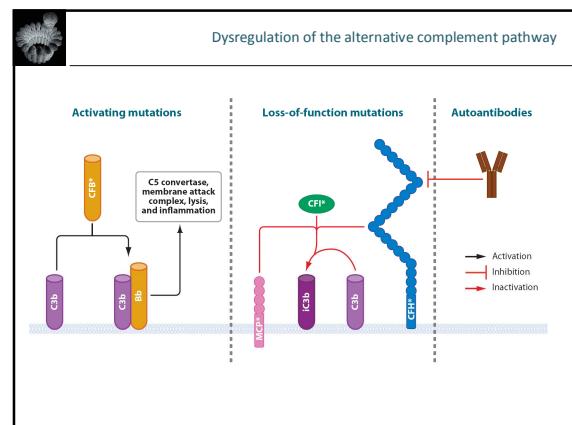 Dysregulation of the alternative complement pathway
Activating mutations
CFB*
C5 convertase,
membrane attack
complex, lysis,
and inflammation
C3b
C3b
Bb
Loss-of-function mutations
CFI*
MCP*
iC3b
C3b
CFH*
Autoantibodies
Activation
Inhibition
Inactivation